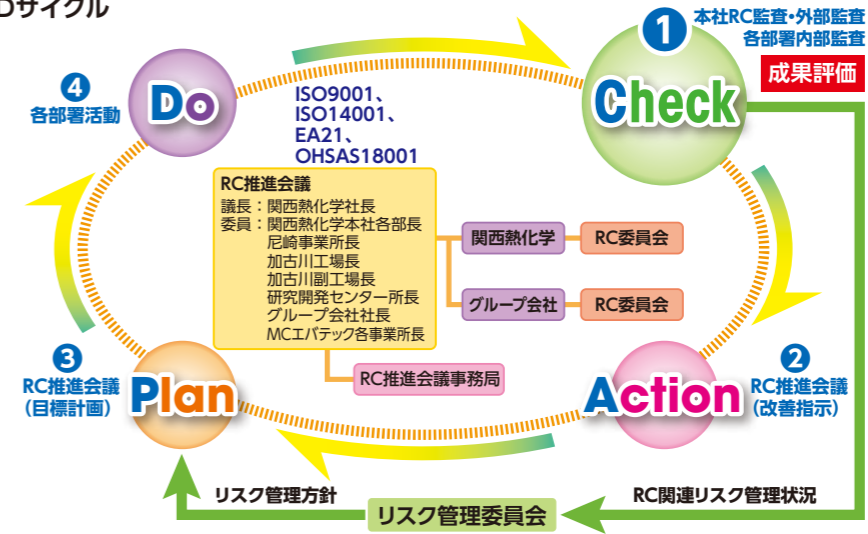 Dサイクル
1
本社RC監査・外部監査
各部署内部監査
成果評価
Check
4
各部署活動
Do
ISO9001、
ISO14001、
EA21、
OHSAS18001
RC推進会議
議長：関西熱化学社長
委員：関西熱化学本社各部長
尼崎事業所長
加古川工場長
加古川副工場長
研究開発センター所長
グループ会社社長
MCエバテック各事業所長
関西熱化学
RC委員会
グループ会社
RC委員会
RC推進会議事務局
3
RC推進会議
（目標計画）
Plan
Action
2
RC推進会議
（改善指示）
リスク管理方針
リスク管理委員会
RC関連リスク管理状況